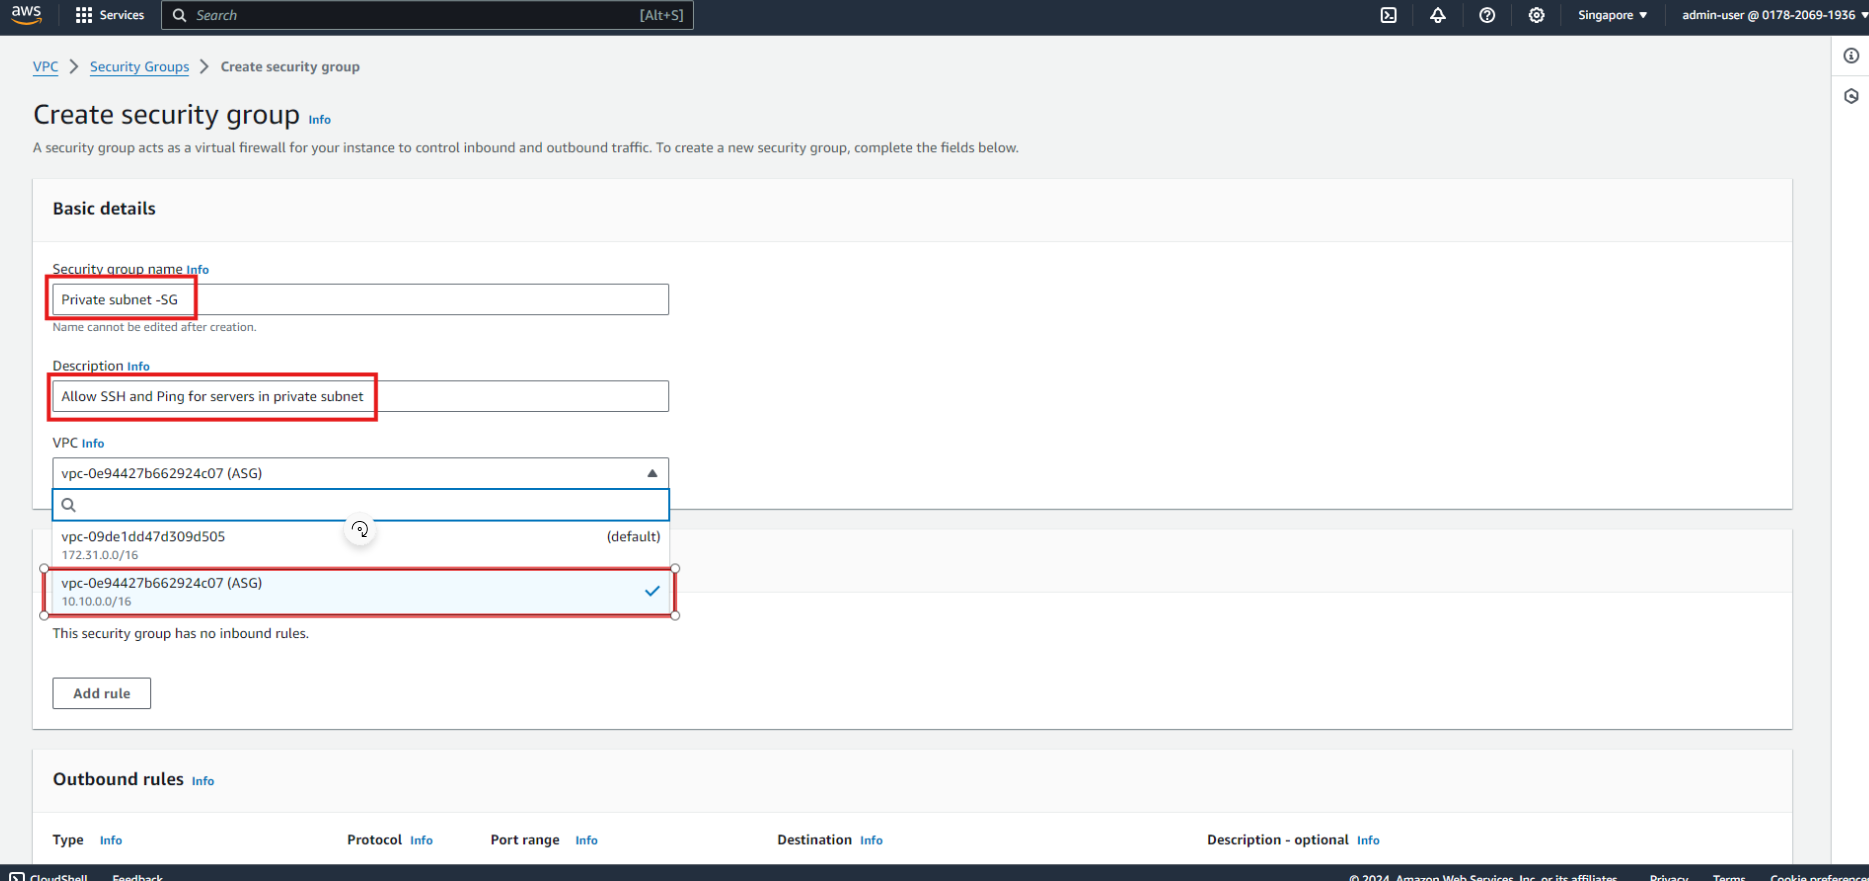 aws
Services
Search
[Alt+S]
Singapore
admin-user @ 0178-2069-1936
VPC
Security Groups
Create security group
Create security group Info
A security group acts as a virtual firewall for your instance to control inbound and outbound traffic. To create a new security group, complete the fields below.
Basic details
Security group name Info
Private subnet -SG
Name cannot be edited after creation.
Description Info
Allow SSH and Ping for servers in private subnet
VPC Info
vpc-0e94427b662924c07 (ASG)
vpc-09de1dd47d309d505 (default)
172.31.0.0/16
vpc-0e94427b662924c07 (ASG)
10.10.0.0/16
This security group has no inbound rules.
Add rule
Outbound rules Info
Type Info Protocol Info Port range Info Destination Info Description - optional Info
CloudShell Feedback © 2024, Amazon Web Services, Inc. or its affiliates. Privacy Terms Cookie preferences